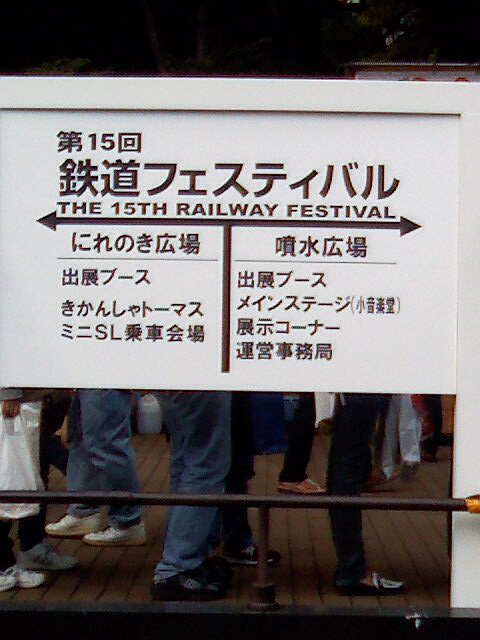 第15回
鉄道フェスティバル
THE 15TH RAILWAY FESTIVAL
にれのき広場
出展ブース
きかんしゃトーマス
ミニSL乗車会場
噴水広場
出展ブース
メインステージ(小音楽堂)
展示コーナー
運営事務局